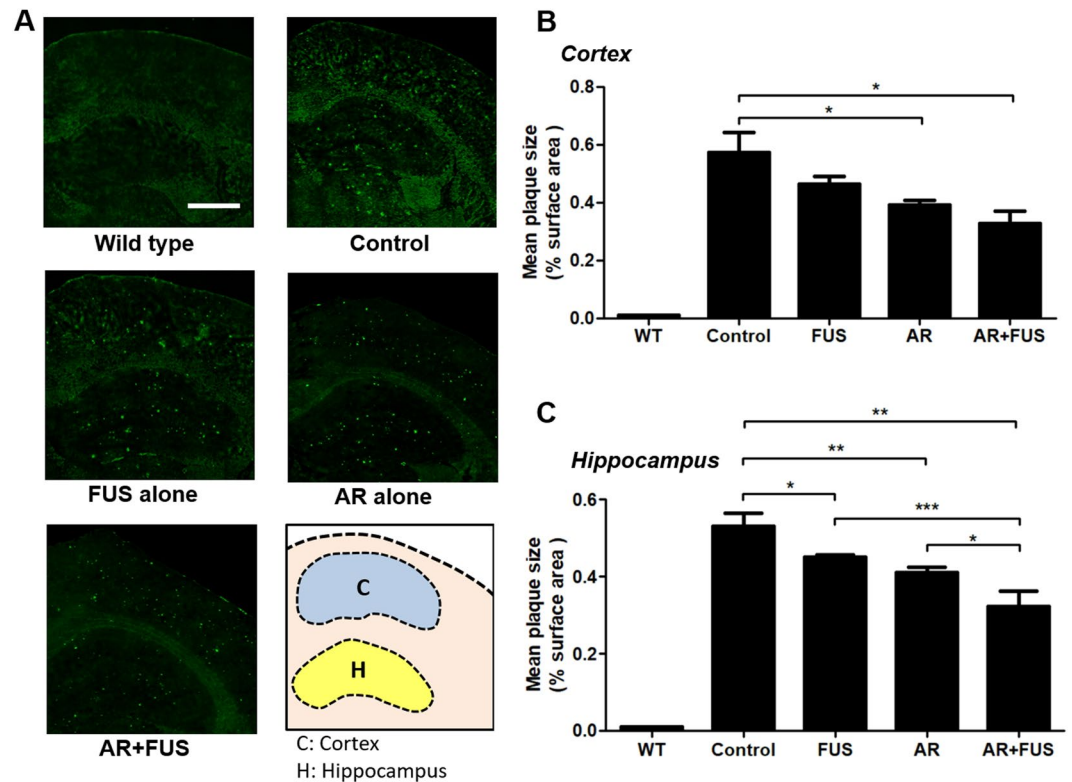 A
Wild type
Control
FUS alone
AR alone
AR+FUS
C
H
C: Cortex
H: Hippocampus
B
Cortex
Mean plaque size
(% surface area )
0.8
0.6
0.4
0.2
0.0
*
*
WT Control FUS AR AR+FUS
C
Hippocampus
Mean plaque size
(% surface area )
0.6
0.4
0.2
0.0
**
**
*
***
*
WT Control FUS AR AR+FUS